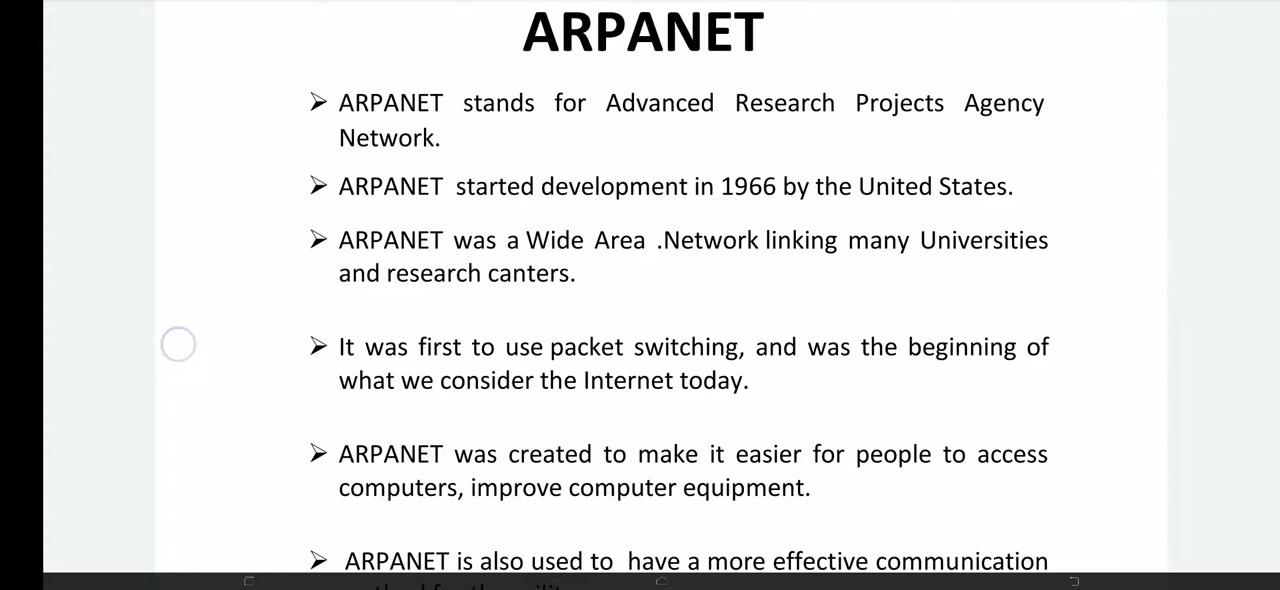 ARPANET
➢ ARPANET stands for Advanced Research Projects Agency
Network.
➢ ARPANET started development in 1966 by the United States.
➢ ARPANET was a Wide Area .Network linking many Universities
and research canters.
➢ It was first to use packet switching, and was the beginning of
what we consider the Internet today.
➢ ARPANET was created to make it easier for people to access
computers, improve computer equipment.
➢ ARPANET is also used to have a more effective communication